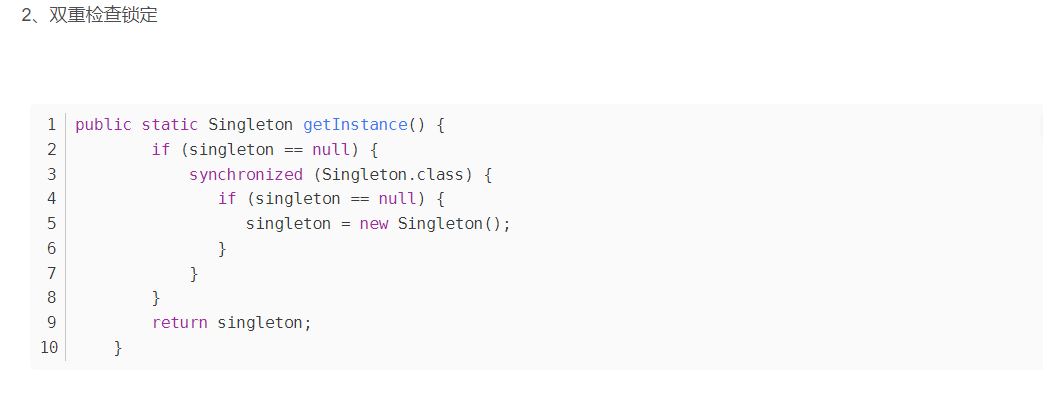 2、双重检查锁定
1 public static Singleton getInstance() {
2         if (singleton == null) {
3             synchronized (Singleton.class) {
4                if (singleton == null) {
5                   singleton = new Singleton();
6                }
7             }
8         }
9         return singleton;
10     }